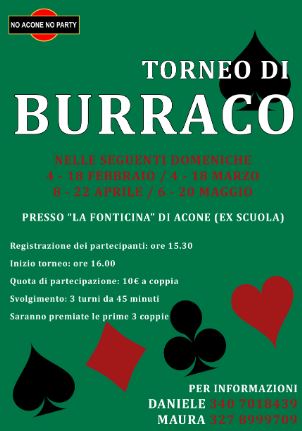 NO ACONE NO PARTY
TORNEO DI
BURRACO
NELLE SEGUENTI DOMENICHE
4 - 18 FEBBRAIO / 4 - 18 MARZO
8 - 22 APRILE / 6 - 20 MAGGIO
PRESSO "LA FONTICINA" DI ACONE (EX SCUOLA)
Registrazione dei partecipanti: ore 15.30
Inizio torneo: ore 16.00
Quota di partecipazione: 10€ a coppia
Svolgimento: 3 turni da 45 minuti
Saranno premiate le prime 3 coppie
PER INFORMAZIONI
DANIELE 340 7018439
MAURA 327 8999709